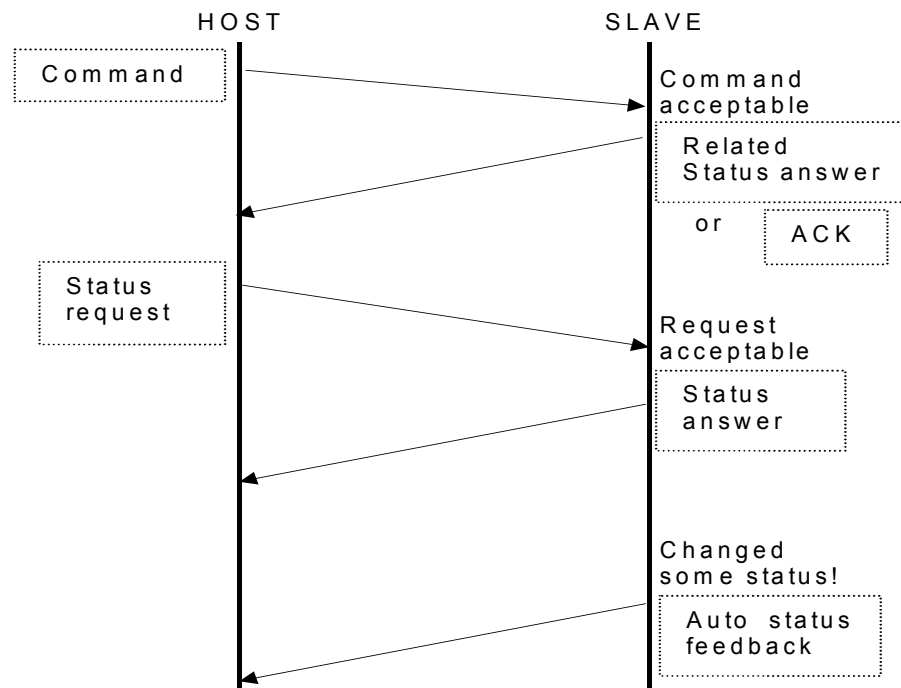 HOST
SLAVE
Command
Command
acceptable
Related
Status answer
or
ACK
Status
request
Request
acceptable
Status
answer
Changed
some status!
Auto status
feedback